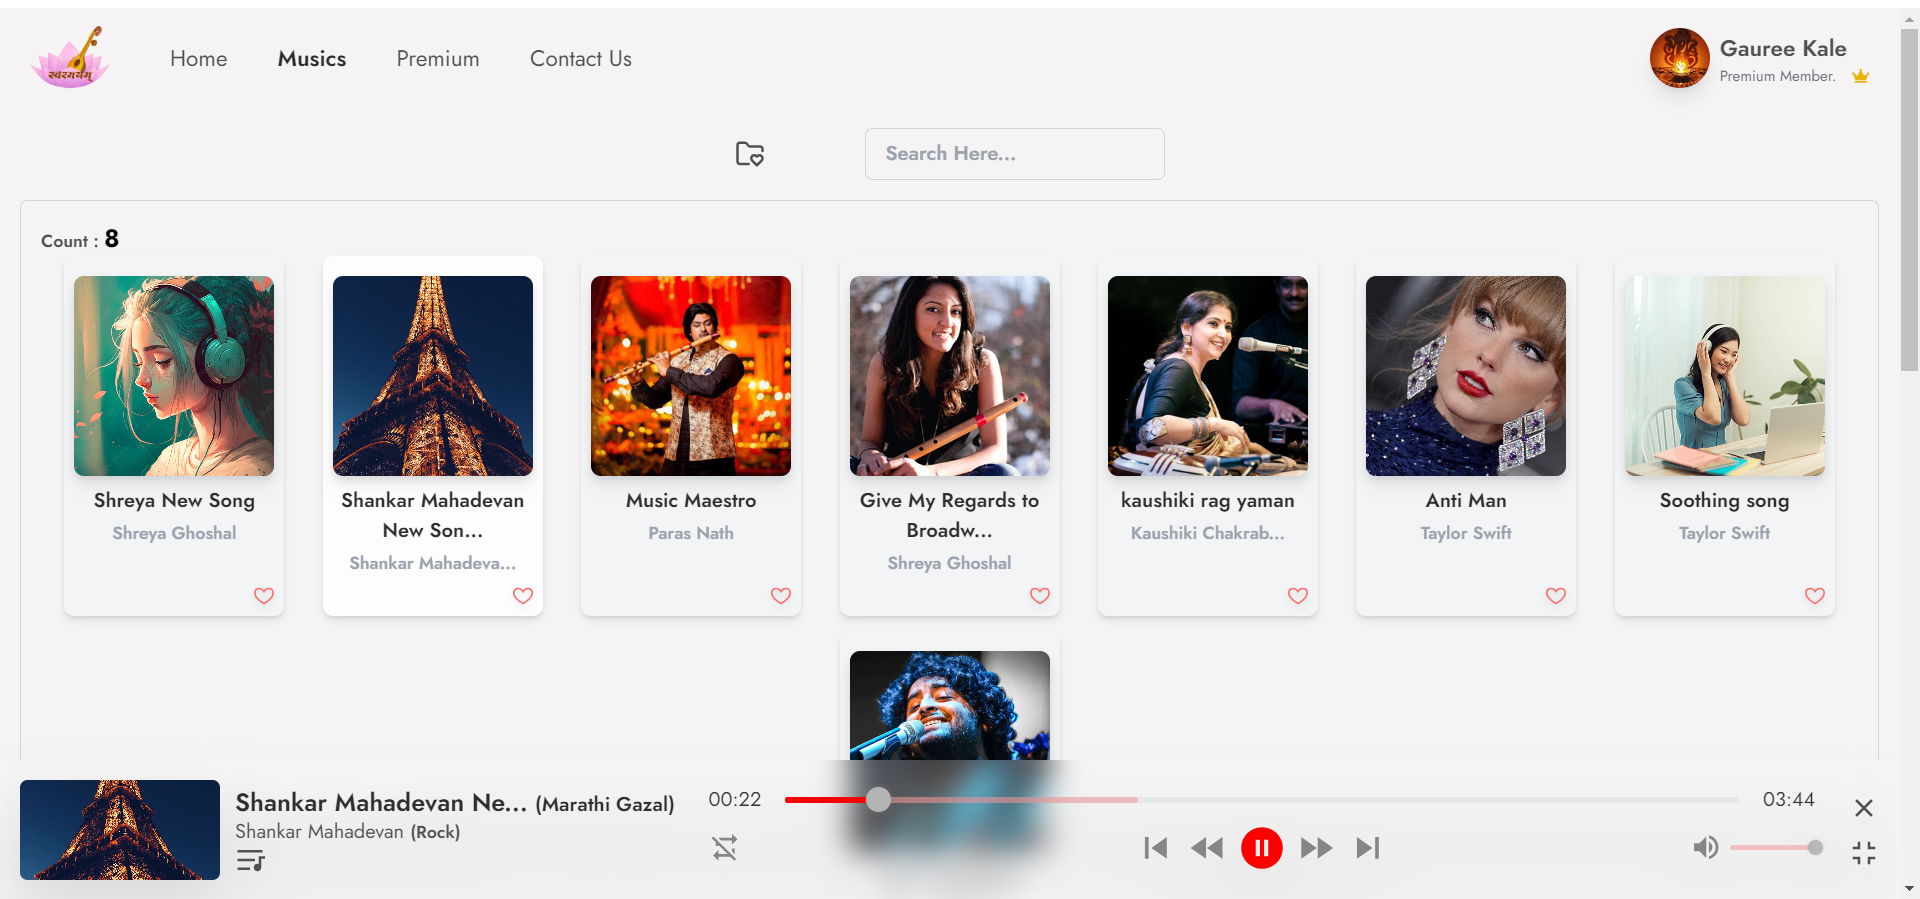 स्वरमयम्
Home
Musics
Premium
Contact Us
Gauree Kale
Premium Member.
Search Here...
Count : 8
Shreya New Song
Shreya Ghoshal
Shankar Mahadevan
New Son...
Shankar Mahadeva...
Music Maestro
Paras Nath
Give My Regards to
Broadw...
Shreya Ghoshal
kaushiki rag yaman
Kaushiki Chakrab...
Anti Man
Taylor Swift
Soothing song
Taylor Swift
Shankar Mahadevan Ne... (Marathi Gazal)
Shankar Mahadevan (Rock)
00:22
03:44